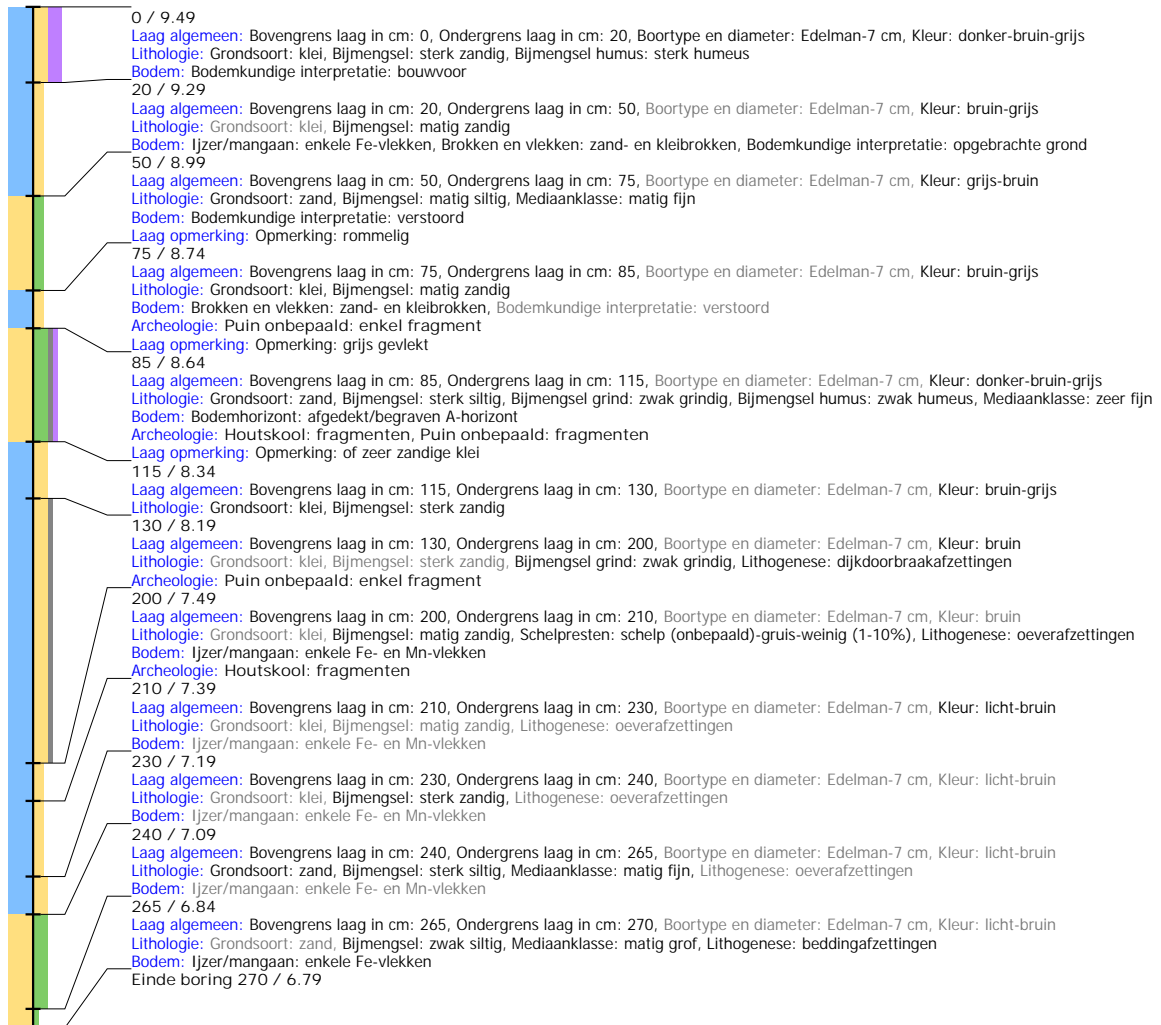 0 / 9.49
Laag algemeen: Bovengrens laag in cm: 0, Ondergrens laag in cm: 20, Boortype en diameter: Edelman-7 cm, Kleur: donker-bruin-grijs
Lithologie: Grondsoort: klei, Bijmengsel: sterk zandig, Bijmengsel humus: sterk humeus
Bodem: Bodemkundige interpretatie: bouwvoor
20 / 9.29
Laag algemeen: Bovengrens laag in cm: 20, Ondergrens laag in cm: 50, Boortype en diameter: Edelman-7 cm, Kleur: bruin-grijs
Lithologie: Grondsoort: klei, Bijmengsel: matig zandig
Bodem: Ijzer/mangaan: enkele Fe-vlekken, Brokken en vlekken: zand- en kleibrokken, Bodemkundige interpretatie: opgebrachte grond
50 / 8.99
Laag algemeen: Bovengrens laag in cm: 50, Ondergrens laag in cm: 75, Boortype en diameter: Edelman-7 cm, Kleur: grijs-bruin
Lithologie: Grondsoort: zand, Bijmengsel: matig siltig, Mediaanklasse: matig fijn
Bodem: Bodemkundige interpretatie: verstoord
Laag opmerking: Opmerking: rommelig
75 / 8.74
Laag algemeen: Bovengrens laag in cm: 75, Ondergrens laag in cm: 85, Boortype en diameter: Edelman-7 cm, Kleur: bruin-grijs
Lithologie: Grondsoort: klei, Bijmengsel: matig zandig
Bodem: Brokken en vlekken: zand- en kleibrokken, Bodemkundige interpretatie: verstoord
Archeologie: Puin onbepaald: enkel fragment
Laag opmerking: Opmerking: grijs gevlekt
85 / 8.64
Laag algemeen: Bovengrens laag in cm: 85, Ondergrens laag in cm: 115, Boortype en diameter: Edelman-7 cm, Kleur: donker-bruin-grijs
Lithologie: Grondsoort: zand, Bijmengsel: sterk siltig, Bijmengsel grind: zwak grindig, Bijmengsel humus: zwak humeus, Mediaanklasse: zeer fijn
Bodem: Bodemhorizont: afgedekt/begraven A-horizont
Archeologie: Houtskool: fragmenten, Puin onbepaald: fragmenten
Laag opmerking: Opmerking: of zeer zandige klei
115 / 8.34
Laag algemeen: Bovengrens laag in cm: 115, Ondergrens laag in cm: 130, Boortype en diameter: Edelman-7 cm, Kleur: bruin-grijs
Lithologie: Grondsoort: klei, Bijmengsel: sterk zandig
130 / 8.19
Laag algemeen: Bovengrens laag in cm: 130, Ondergrens laag in cm: 200, Boortype en diameter: Edelman-7 cm, Kleur: bruin
Lithologie: Grondsoort: klei, Bijmengsel: sterk zandig, Bijmengsel grind: zwak grindig, Lithogenese: dijkdoorbraakafzettingen
Archeologie: Puin onbepaald: enkel fragment
200 / 7.49
Laag algemeen: Bovengrens laag in cm: 200, Ondergrens laag in cm: 210, Boortype en diameter: Edelman-7 cm, Kleur: bruin
Lithologie: Grondsoort: klei, Bijmengsel: matig zandig, Schelpresten: schelp (onbepaald)-gruis-weinig (1-10%), Lithogenese: oeverafzettingen
Bodem: Ijzer/mangaan: enkele Fe- en Mn-vlekken
Archeologie: Houtskool: fragmenten
210 / 7.39
Laag algemeen: Bovengrens laag in cm: 210, Ondergrens laag in cm: 230, Boortype en diameter: Edelman-7 cm, Kleur: licht-bruin
Lithologie: Grondsoort: klei, Bijmengsel: matig zandig, Lithogenese: oeverafzettingen
Bodem: Ijzer/mangaan: enkele Fe- en Mn-vlekken
230 / 7.19
Laag algemeen: Bovengrens laag in cm: 230, Ondergrens laag in cm: 240, Boortype en diameter: Edelman-7 cm, Kleur: licht-bruin
Lithologie: Grondsoort: klei, Bijmengsel: sterk zandig, Lithogenese: oeverafzettingen
Bodem: Ijzer/mangaan: enkele Fe- en Mn-vlekken
240 / 7.09
Laag algemeen: Bovengrens laag in cm: 240, Ondergrens laag in cm: 265, Boortype en diameter: Edelman-7 cm, Kleur: licht-bruin
Lithologie: Grondsoort: zand, Bijmengsel: sterk siltig, Mediaanklasse: matig fijn, Lithogenese: oeverafzettingen
Bodem: Ijzer/mangaan: enkele Fe- en Mn-vlekken
265 / 6.84
Laag algemeen: Bovengrens laag in cm: 265, Ondergrens laag in cm: 270, Boortype en diameter: Edelman-7 cm, Kleur: licht-bruin
Lithologie: Grondsoort: zand, Bijmengsel: zwak siltig, Mediaanklasse: matig grof, Lithogenese: beddingafzettingen
Bodem: Ijzer/mangaan: enkele Fe-vlekken
Einde boring 270 / 6.79